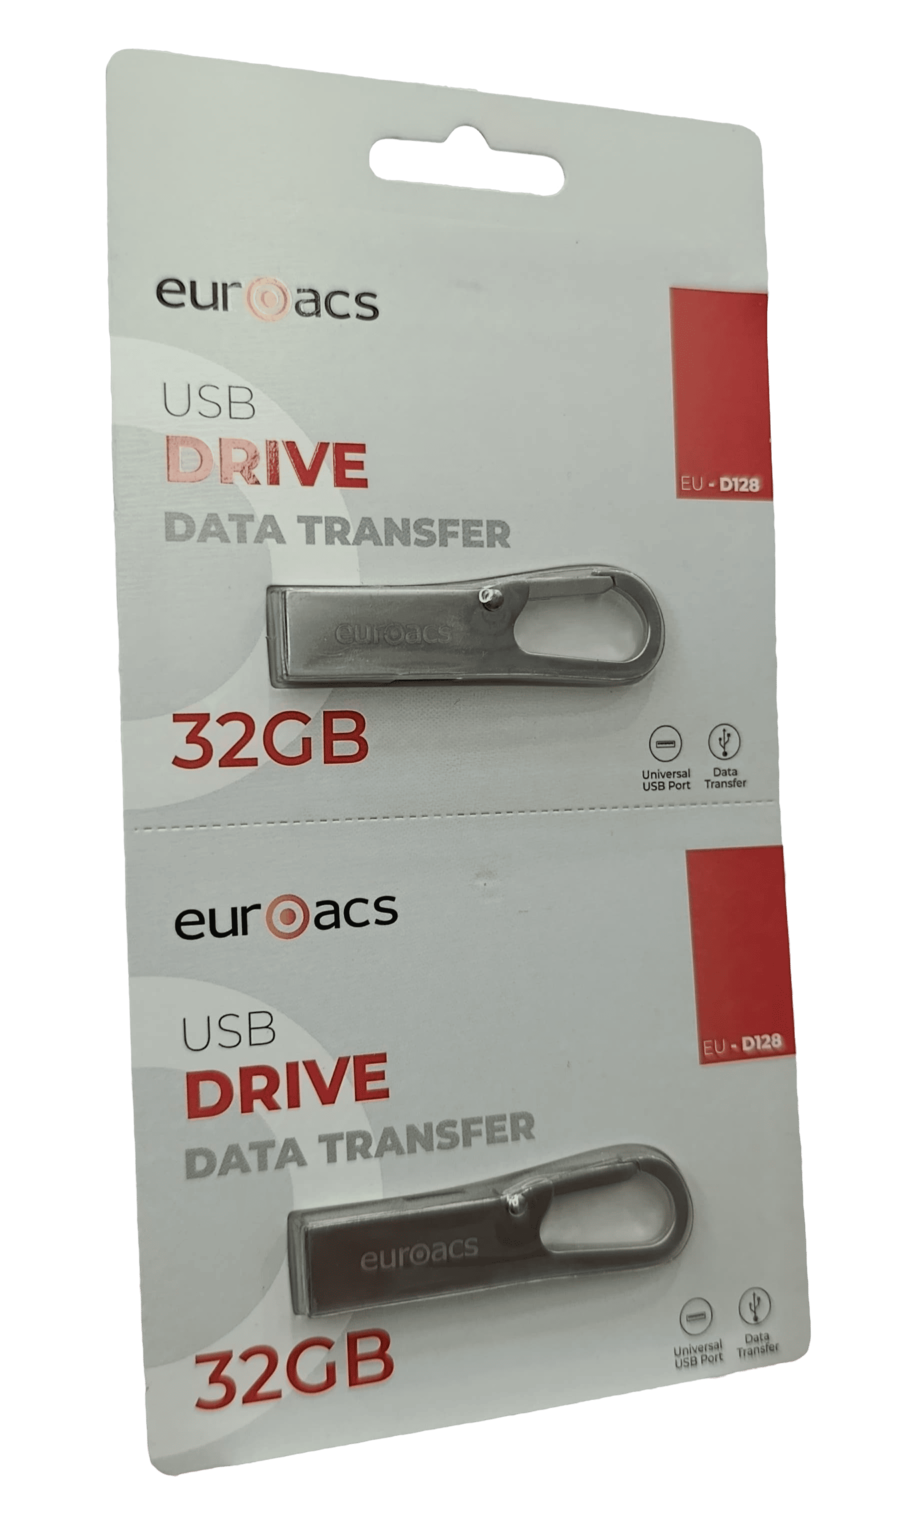 euroacs
USB
DRIVE
DATA TRANSFER
EU - D128
euroacs
32GB
Universal
USB Port
Data
Transfer
euroacs
USB
DRIVE
DATA TRANSFER
EU - D128
euroacs
32GB
Universal
USB Port
Data
Transfer